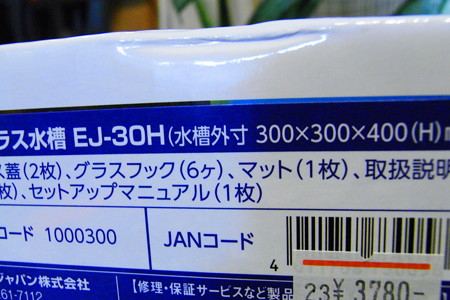 ラス水槽 EJ-30H(水槽外寸 300×300×400(H)
ス蓋(2枚)、グラスフック(6ヶ)、マット(1枚)、取扱説明
枚)、セットアップマニュアル(1枚)
コード 1000300
JANコード
4
ジャパン株式会社
261-7112
(修理・保証サービスなど製品
23¥ 3780-